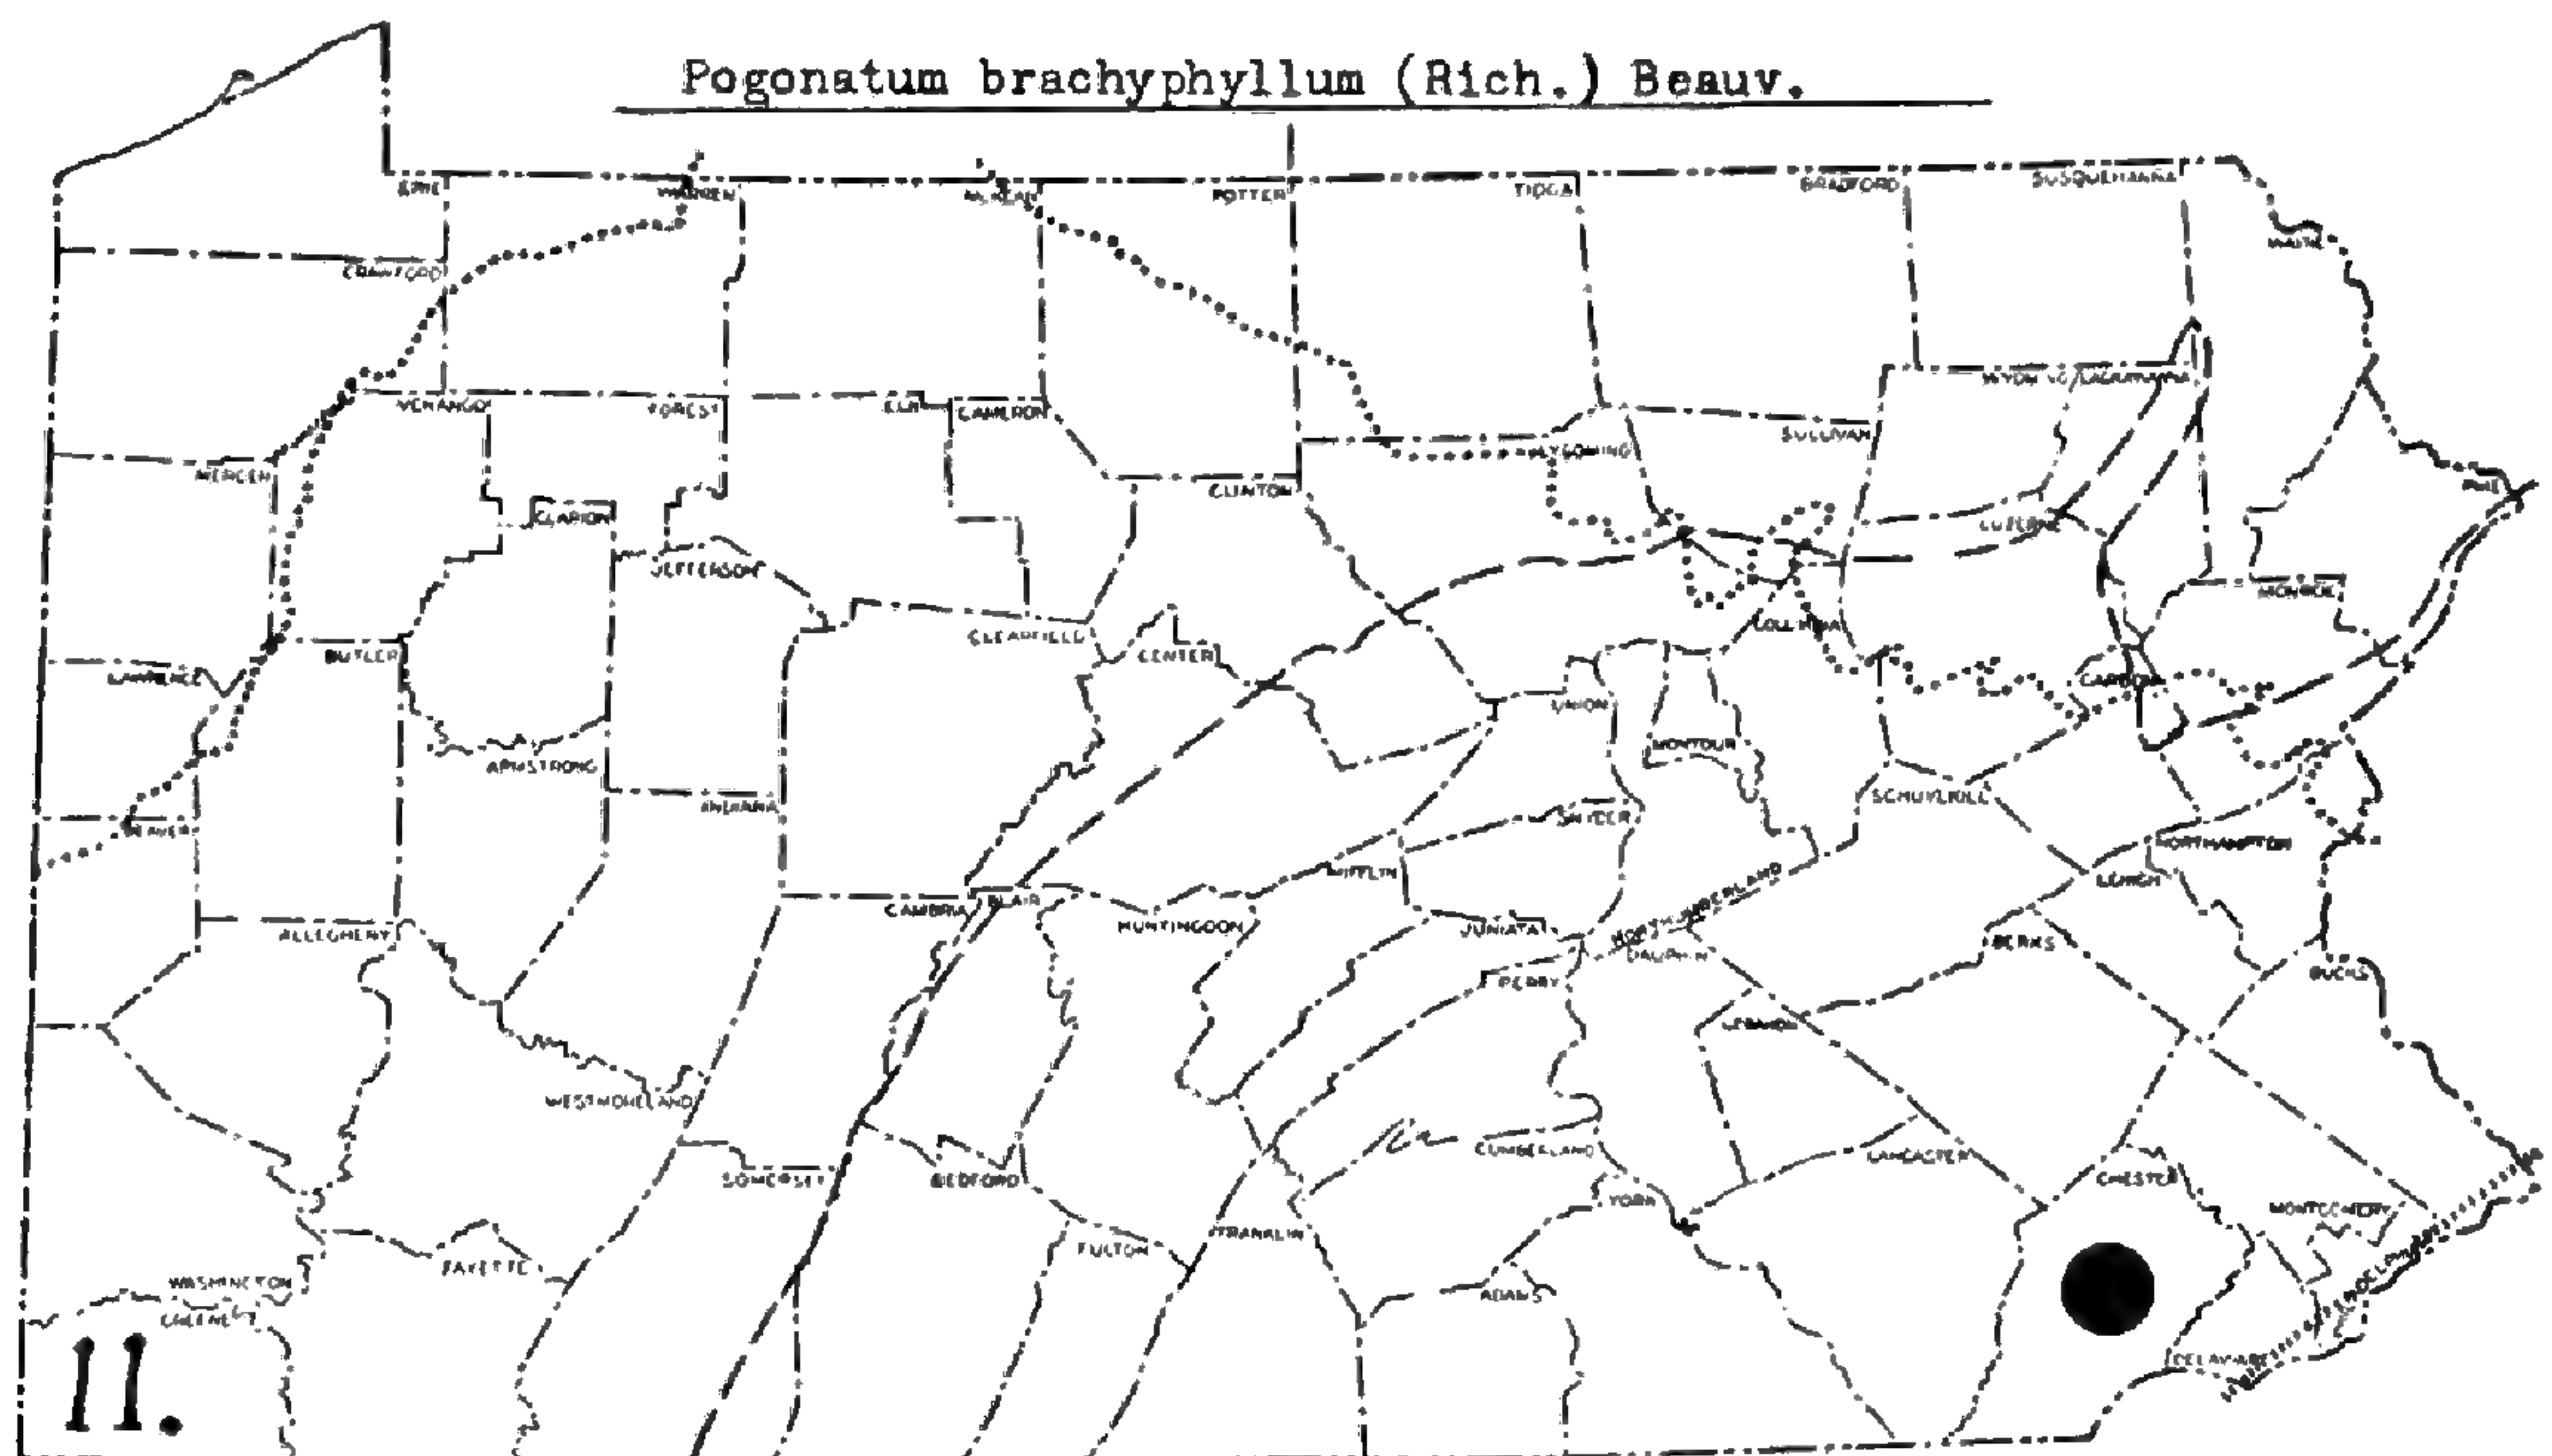 Pogonatum brachyphyllum (Rich.) Beauv.
ERIE
WARREN
McKEAN
POTTER
TIOGA
BRADFORD
SUSQUEHANNA
WAYNE
CRAWFORD
VENANGO
FOREST
ELK
CAMERON
WYOMING
LACKAWANNA
SULLIVAN
LYCOMING
MERCER
CLINTON
PIKE
CLARION
LUZERNE
JEFFERSON
MONROE
COLUMBIA
CLEARFIELD
CENTER
BUTLER
LAWRENCE
CARBON
UNION
MONTOUR
ARMSTRONG
INDIANA
SCHUYLKILL
SNYDER
BEAVER
NORTHAMPTON
MIFFLIN
LEHIGH
CAMBRIA
BLAIR
HUNTINGDON
NORTHUMBERLAND
JUNIATA
ALLEGHENY
DAUPHIN
BERKS
PERRY
BUCKS
LEBANON
WESTMORELAND
CUMBERLAND
LANCASTER
SOMERSET
BEDFORD
CHESTER
YORK
MONTGOMERY
FRANKLIN
FULTON
FAYETTE
WASHINGTON
GREENE
ADAMS
DELAWARE
11.